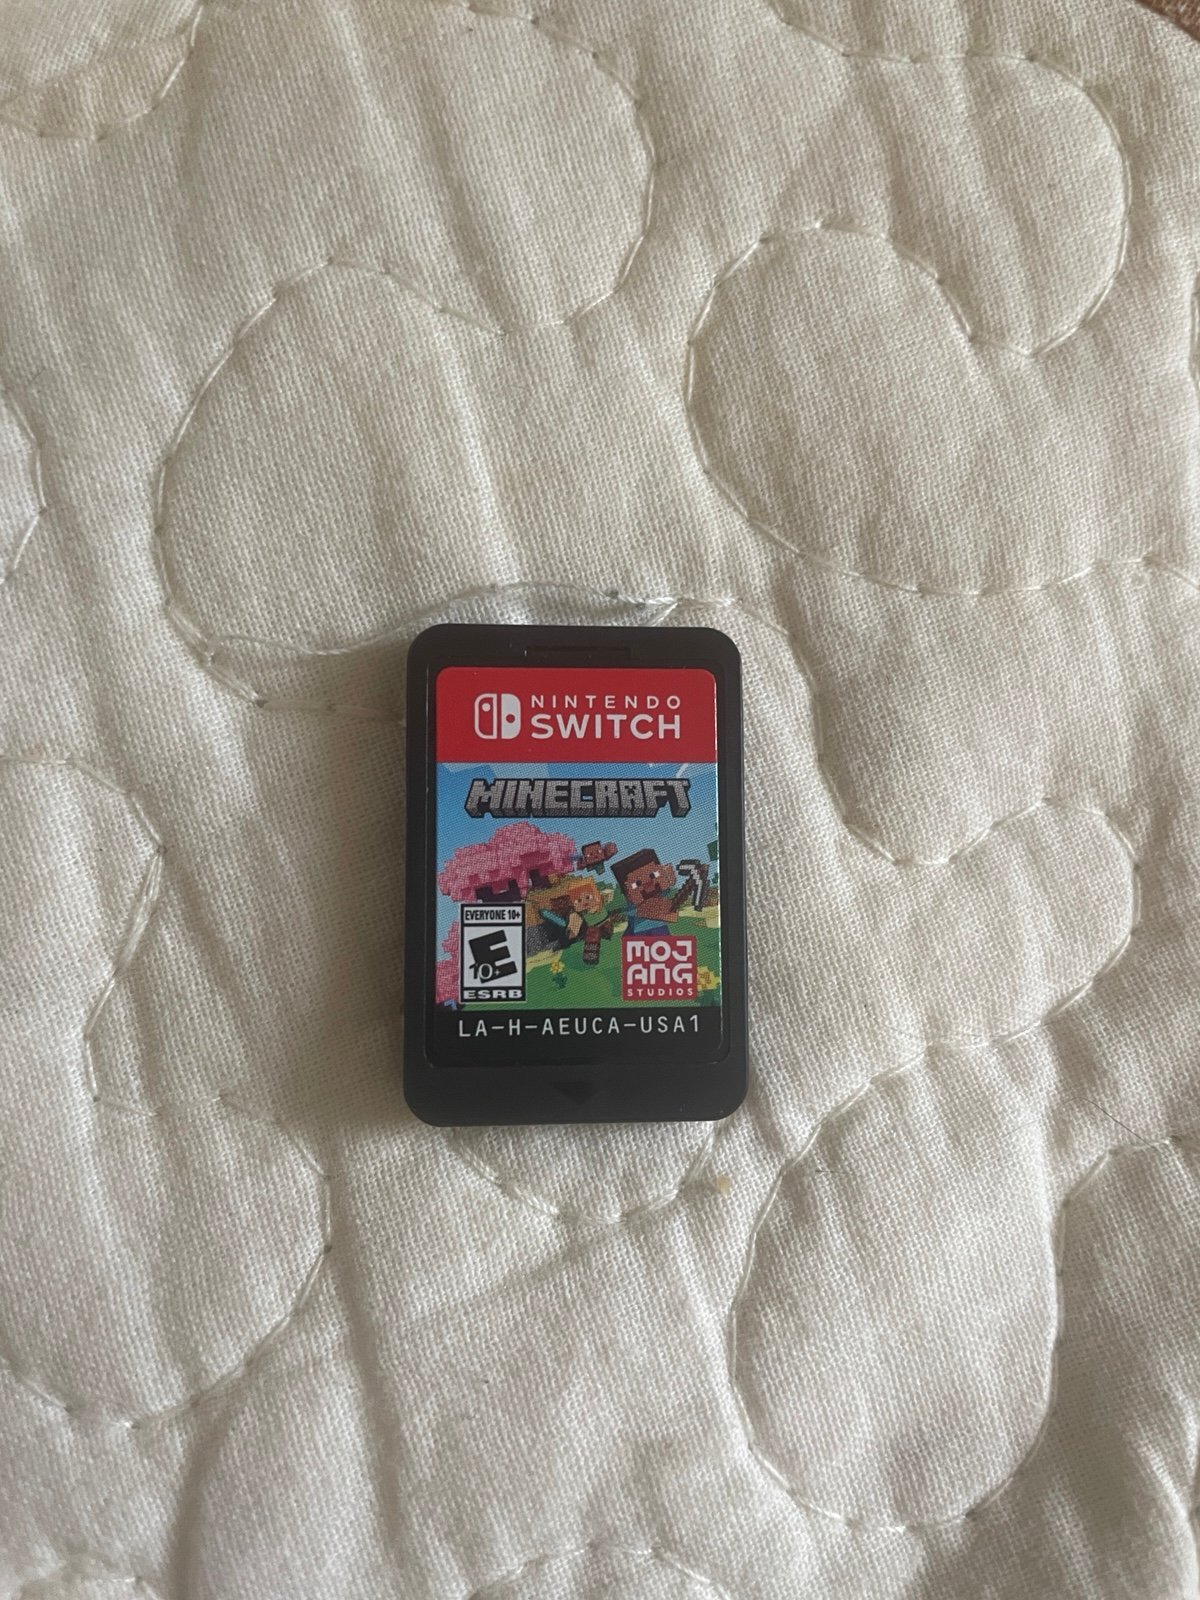 NINTENDO
SWITCH
MINECRAFT
EVERYONE 10+
E
10+
ESRB
MOJ
ANG
STUDIOS
LA-H-AEUCA-USA1